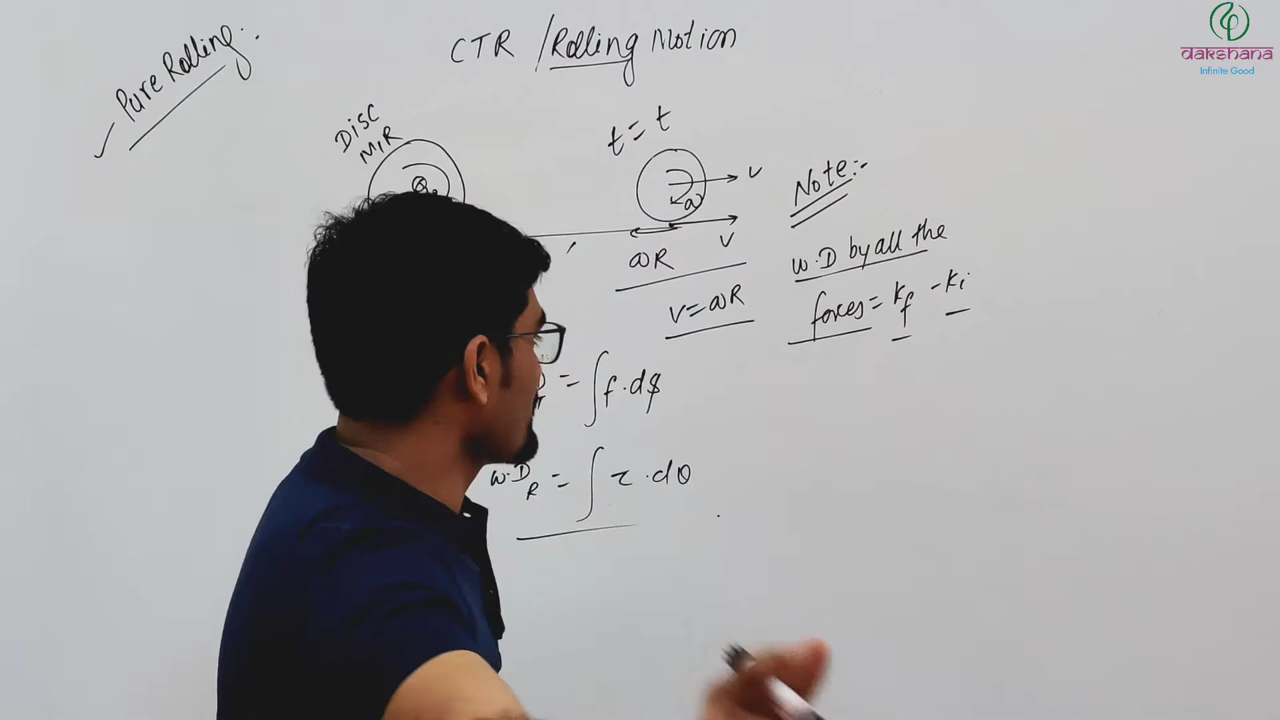 CTR / Rolling Motion
Pure Rolling:
DISC
M, R
t = t
v
ω
v
ωR
v = ωR
Note:-
W.D by all the
forces = Kf - Ki
= ∫ f . ds
W.D R = ∫ τ . dθ
dakshana
Infinite Good